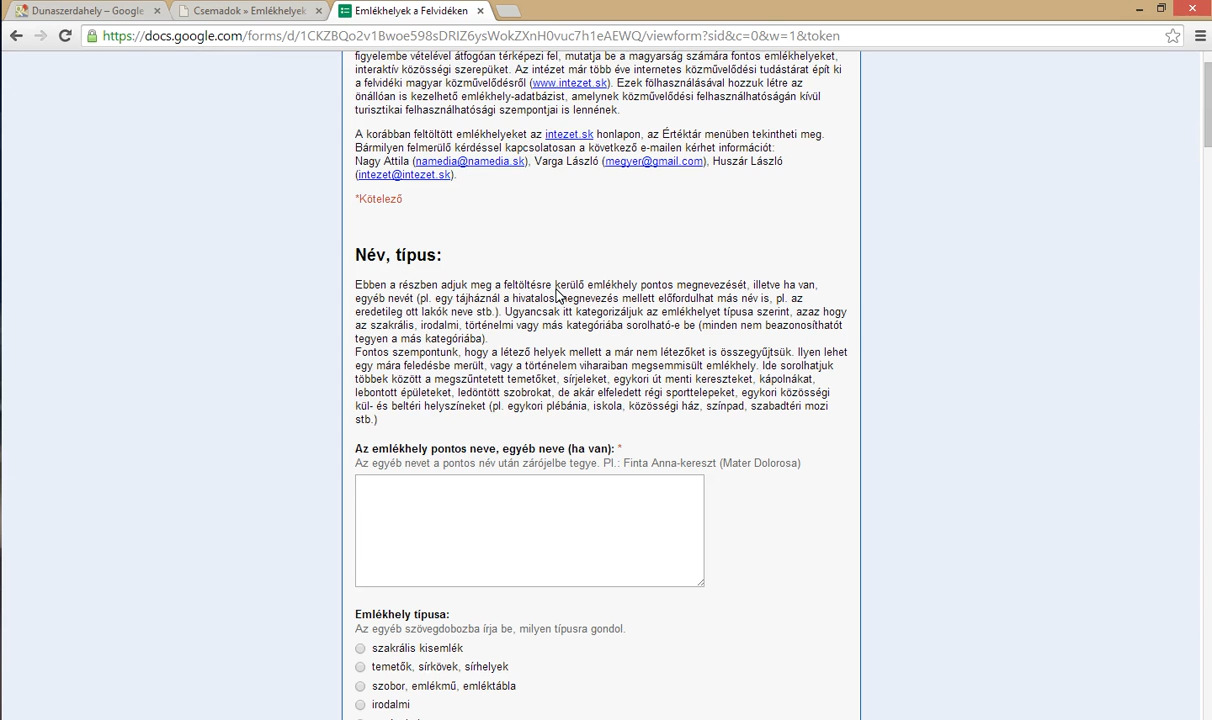 Dunaszerdahely – Google
Csemadok » Emlékhelyek
Emlékhelyek a Felvidéken
https://docs.google.com/forms/d/1CKZBQo2v1Bwoe598sDRIZ6ysWokZXnH0vuc7h1eAEWQ/viewform?sid&c=0&w=1&token
figyelembe vételével átfogóan térképezi fel, mutatja be a magyarság számára fontos emlékhelyeket,
interaktív közösségi szerepüket. Az intézet már több éve internetes közművelődési tudástárat épít ki
a felvidéki magyar közművelődésről (www.intezet.sk). Ezek fölhasználásával hozzuk létre az
önállóan is kezelhető emlékhely-adatbázist, amelynek közművelődési felhasználhatóságán kívül
turisztikai felhasználhatósági szempontjai is lennének.
A korábban feltöltött emlékhelyeket az intezet.sk honlapon, az Értéktár menüben tekintheti meg.
Bármilyen felmerülő kérdéssel kapcsolatosan a következő e-mailen kérhet információt:
Nagy Attila (namedia@namedia.sk), Varga László (megyer@gmail.com), Huszár László
(intezet@intezet.sk).
*Kötelező
Név, típus:
Ebben a részben adjuk meg a feltöltésre kerülő emlékhely pontos megnevezését, illetve ha van,
egyéb nevét (pl. egy tájháznál a hivatalos megnevezés mellett előfordulhat más név is, pl. az
eredetileg ott lakók neve stb.). Ugyancsak itt kategorizáljuk az emlékhelyet típusa szerint, azaz hogy
az szakrális, irodalmi, történelmi vagy más kategóriába sorolható-e be (minden nem beazonosíthatót
tegyen a más kategóriába).
Fontos szempontunk, hogy a létező helyek mellett a már nem létezőket is összegyűjtsük. Ilyen lehet
egy mára feledésbe merült, vagy a történelem viharaiban megsemmisült emlékhely. Ide sorolhatjuk
többek között a megszűntetett temetőket, sírjeleket, egykori út menti kereszteket, kápolnákat,
lebontott épületeket, ledöntött szobrokat, de akár elfeledett régi sporttelepeket, egykori közösségi
kül- és beltéri helyszíneket (pl. egykori plébánia, iskola, közösségi ház, színpad, szabadtéri mozi
stb.)
Az emlékhely pontos neve, egyéb neve (ha van): *
Az egyéb nevet a pontos név után zárójelbe tegye. Pl.: Finta Anna-kereszt (Mater Dolorosa)
Emlékhely típusa:
Az egyéb szövegdobozba írja be, milyen típusra gondol.
szakrális kisemlék
temetők, sírkövek, sírhelyek
szobor, emlékmű, emléktábla
irodalmi